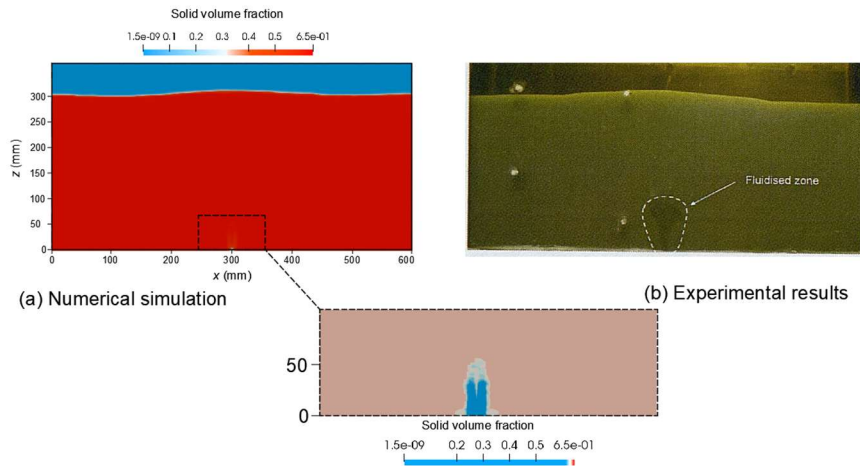 Solid volume fraction
1.5e-09 0.1 0.2 0.3 0.4 0.5 6.5e-01
300
250
200
150
100
50
0
z (mm)
0 100 200 300 400 500 600
x (mm)
Fluidised zone
(a) Numerical simulation
(b) Experimental results
50
0
Solid volume fraction
1.5e-09 0.2 0.3 0.4 0.5 6.5e-01